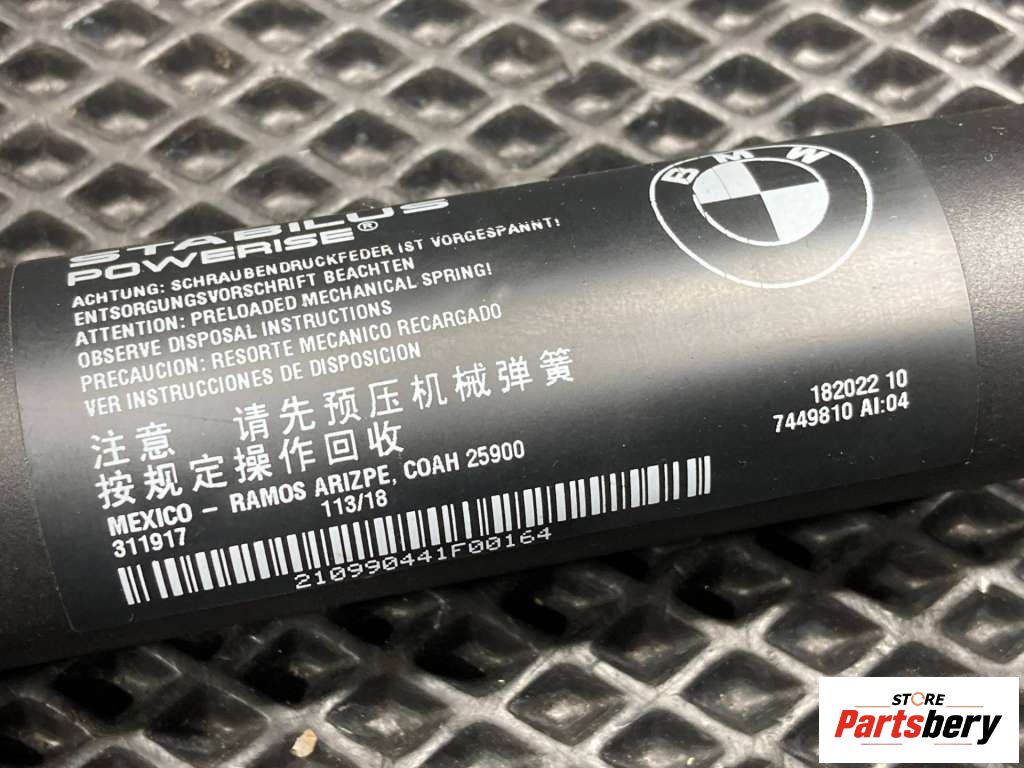 BMW
STABILUS
POWERISE®
ACHTUNG: SCHRAUBENDRUCKFEDER IST VORGESPANNT!
ENTSORGUNGSVORSCHRIFT BEACHTEN
ATTENTION: PRELOADED MECHANICAL SPRING!
OBSERVE DISPOSAL INSTRUCTIONS
PRECAUCION: RESORTE MECANICO RECARGADO
VER INSTRUCCIONES DE DISPOSICION
注意 请先预压机械弹簧
按规定操作回收
MEXICO - RAMOS ARIZPE, COAH 25900
311917 113/18
182022 10
7449810 AI:04
210990441F00164
STORE
Partsbery